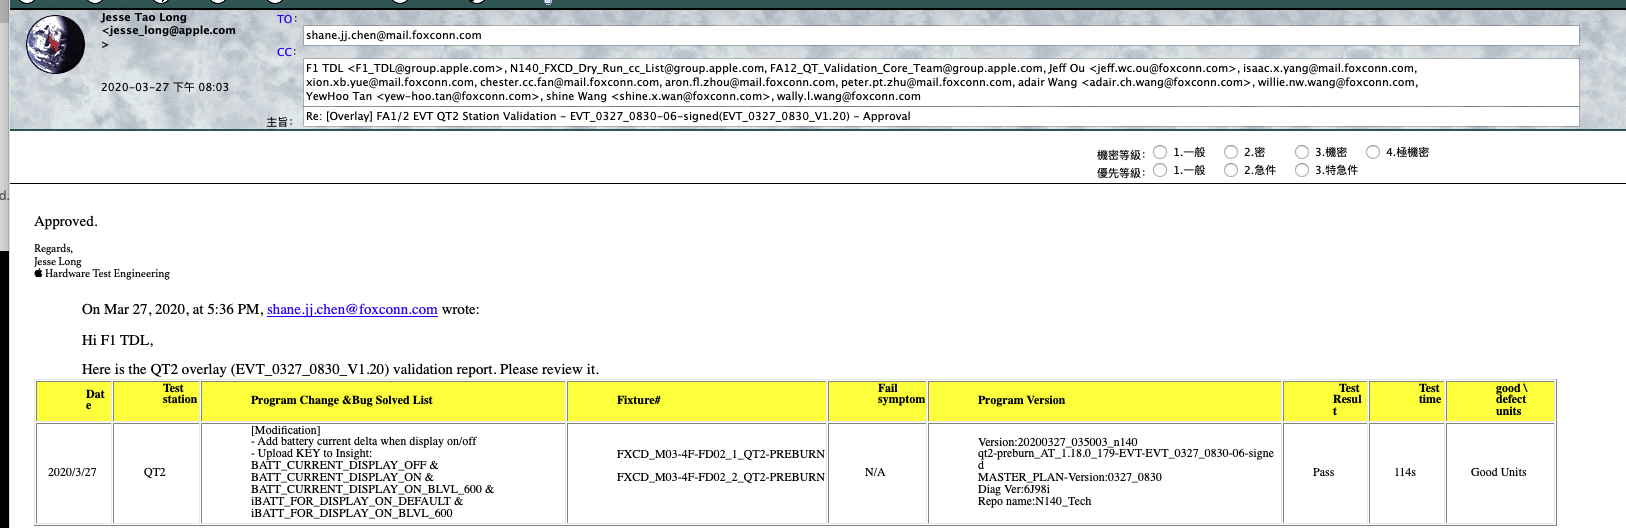 Jesse Tao Long
<jesse_long@apple.com
>
2020-03-27 下午 08:03
TO:
shane.jj.chen@mail.foxconn.com
CC:
F1 TDL <F1_TDL@group.apple.com>, N140_FXCD_Dry_Run_cc_List@group.apple.com, FA12_QT_Validation_Core_Team@group.apple.com, Jeff Ou <jeff.wc.ou@foxconn.com>, isaac.x.yang@mail.foxconn.com,
xion.xb.yue@mail.foxconn.com, chester.cc.fan@mail.foxconn.com, aron.fl.zhou@mail.foxconn.com, peter.pt.zhu@mail.foxconn.com, adair Wang <adair.ch.wang@foxconn.com>, willie.nw.wang@foxconn.com,
YewHoo Tan <yew-hoo.tan@foxconn.com>, shine Wang <shine.x.wan@foxconn.com>, wally.l.wang@foxconn.com
主旨:
Re: [Overlay] FA1/2 EVT QT2 Station Validation - EVT_0327_0830-06-signed(EVT_0327_0830_V1.20) - Approval
機密等級: 1.一般 2.密 3.機密 4.極機密
優先等級: 1.一般 2.急件 3.特急件
d.
Approved.
Regards,
Jesse Long
Hardware Test Engineering
On Mar 27, 2020, at 5:36 PM, shane.jj.chen@foxconn.com wrote:
Hi F1 TDL,
Here is the QT2 overlay (EVT_0327_0830_V1.20) validation report. Please review it.
Dat
e
Test
station
Program Change &Bug Solved List
Fixture#
Fail
symptom
Program Version
Test
Resul
t
Test
time
good \
defect
units
2020/3/27
QT2
[Modification]
- Add battery current delta when display on/off
- Upload KEY to Insight:
BATT_CURRENT_DISPLAY_OFF &
BATT_CURRENT_DISPLAY_ON &
BATT_CURRENT_DISPLAY_ON_BLVL_600 &
iBATT_FOR_DISPLAY_ON_DEFAULT &
iBATT_FOR_DISPLAY_ON_BLVL_600
FXCD_M03-4F-FD02_1_QT2-PREBURN
FXCD_M03-4F-FD02_2_QT2-PREBURN
N/A
Version:20200327_035003_n140
qt2-preburn_AT_1.18.0_179-EVT-EVT_0327_0830-06-signe
d
MASTER_PLAN-Version:0327_0830
Diag Ver:6J98i
Repo name:N140_Tech
Pass
114s
Good Units